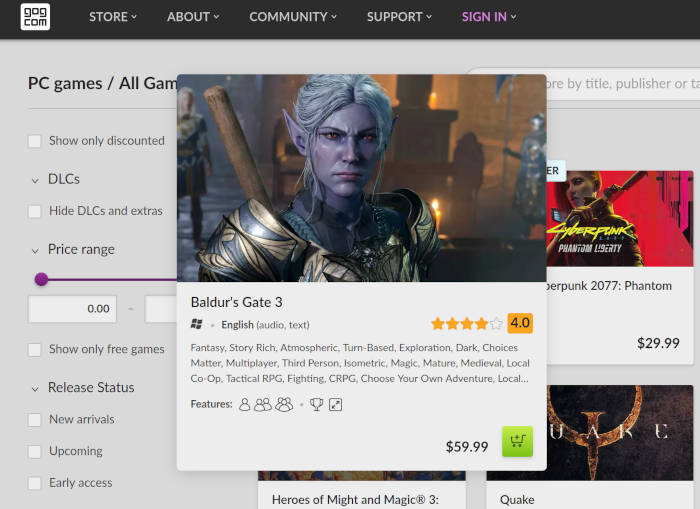 gog
com
STORE
ABOUT
COMMUNITY
SUPPORT
SIGN IN
PC games / All Gam
ore by title, publisher or ta
Show only discounted
DLCs
Hide DLCs and extras
Price range
0.00
–
Show only free games
Release Status
New arrivals
Upcoming
Early access
Baldur's Gate 3
• English (audio, text)
4.0
Fantasy, Story Rich, Atmospheric, Turn-Based, Exploration, Dark, Choices
Matter, Multiplayer, Third Person, Isometric, Magic, Mature, Medieval, Local
Co-Op, Tactical RPG, Fighting, CRPG, Choose Your Own Adventure, Local...
Features:
$59.99
ER
Cyberpunk
PHANTOM LIBERTY
berpunk 2077: Phantom
$29.99
UAKE
Heroes of Might and Magic® 3:
Quake